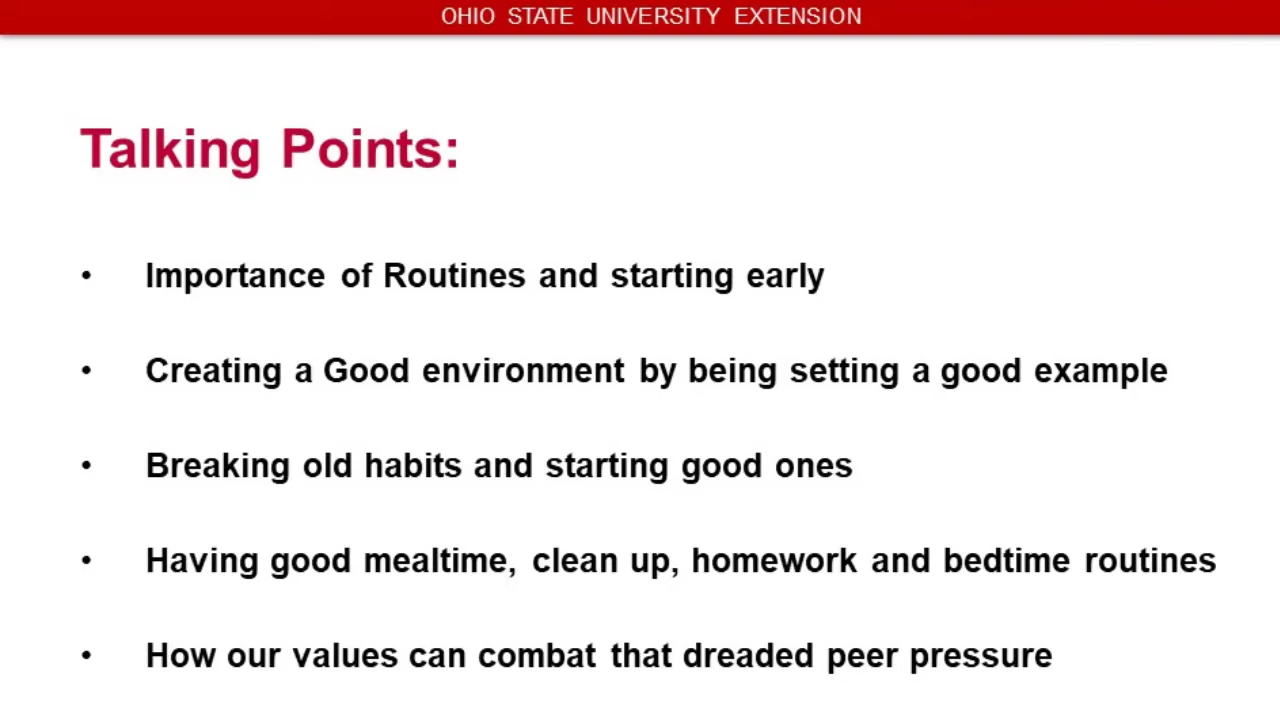 OHIO STATE UNIVERSITY EXTENSION
Talking Points:
• Importance of Routines and starting early
• Creating a Good environment by being setting a good example
• Breaking old habits and starting good ones
• Having good mealtime, clean up, homework and bedtime routines
• How our values can combat that dreaded peer pressure